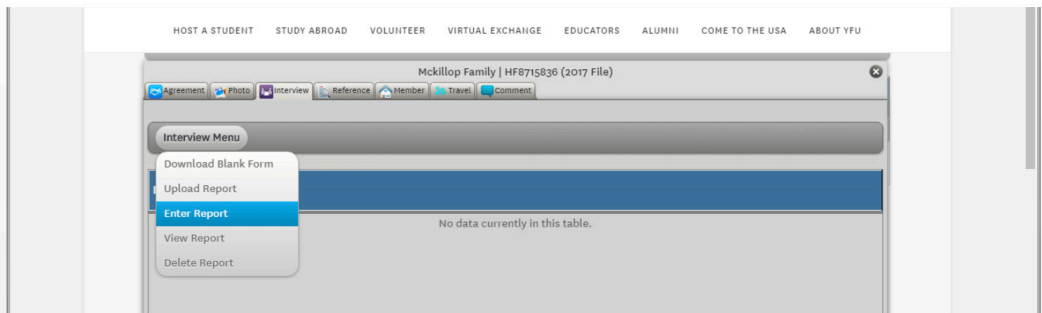 HOST A STUDENT STUDY ABROAD VOLUNTEER VIRTUAL EXCHANGE EDUCATORS ALUMNI COME TO THE USA ABOUT YFU
Mckillop Family | HF8715836 (2017 File)
Agreement Photo Interview Reference Member Travel Comment
Interview Menu
Download Blank Form
Upload Report
Enter Report
No data currently in this table.
View Report
Delete Report